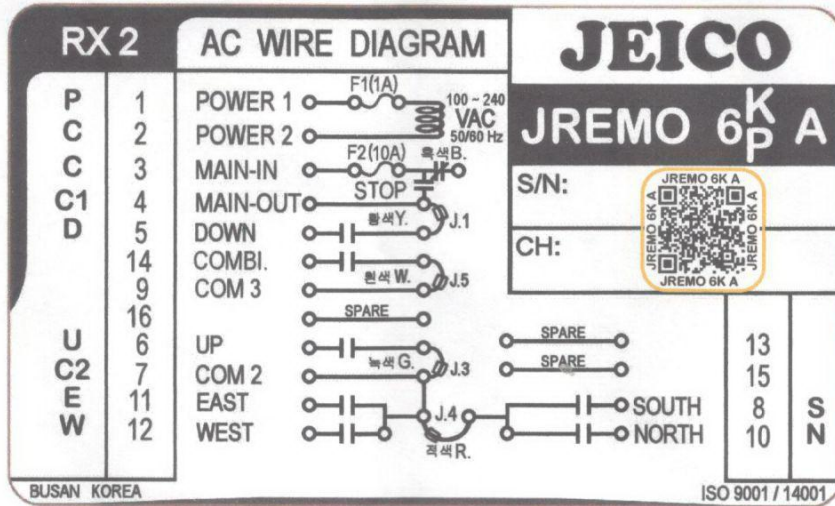 RX 2
AC WIRE DIAGRAM
JEICO
JREMO 6 K/P A
P 1 POWER 1 F1(1A) 100 ~ 240 VAC 50/60 Hz
C 2 POWER 2
C 3 MAIN-IN F2(10A) 흑색B.
C1 4 MAIN-OUT STOP
D 5 DOWN 황색Y. J.1
14 COMBI.
9 COM 3 흰색 W. J.5
16 SPARE
U 6 UP SPARE 13
C2 7 COM 2 녹색 G. J.3 SPARE 15
E 11 EAST J.4 SOUTH 8 S
W 12 WEST 적색R. NORTH 10 N
S/N:
CH:
JREMO 6K A
JREMO 6K A
JREMO 6K A
JREMO 6K A
BUSAN KOREA
ISO 9001 / 14001